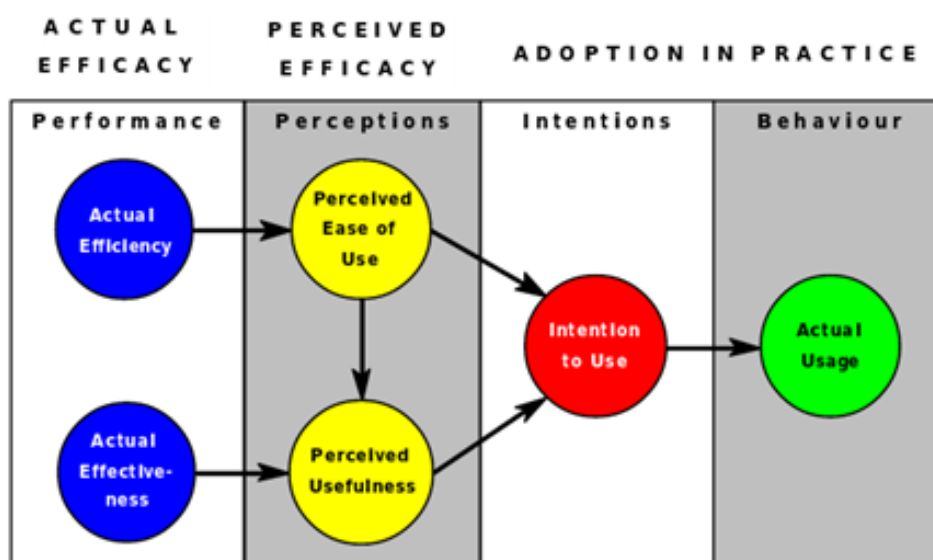 ACTUAL
EFFICACY
PERCEIVED
EFFICACY
ADOPTION IN PRACTICE
Performance
Perceptions
Intentions
Behaviour
Actual
Efficiency
Perceived
Ease of
Use
Intention
to Use
Actual
Usage
Actual
Effective-
ness
Perceived
Usefulness